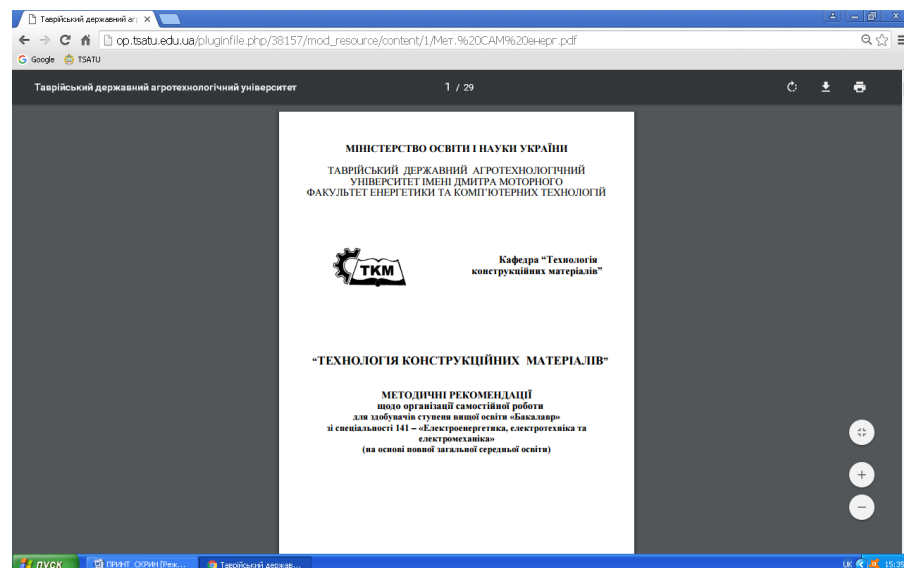 Таврійський державний агр
op.tsatu.edu.ua/pluginfile.php/38157/mod_resource/content/1/Мет.%20САМ%20енерг.pdf
Google TSATU
Таврійський державний агротехнологічний університет 1 / 29
МІНІСТЕРСТВО ОСВІТИ І НАУКИ УКРАЇНИ
ТАВРІЙСЬКИЙ ДЕРЖАВНИЙ АГРОТЕХНОЛОГІЧНИЙ
УНІВЕРСИТЕТ ІМЕНІ ДМИТРА МОТОРНОГО
ФАКУЛЬТЕТ ЕНЕРГЕТИКИ ТА КОМП'ЮТЕРНИХ ТЕХНОЛОГІЙ
ТКМ
Кафедра “Технологія
конструкційних матеріалів”
“ТЕХНОЛОГІЯ КОНСТРУКЦІЙНИХ МАТЕРІАЛІВ”
МЕТОДИЧНІ РЕКОМЕНДАЦІЇ
щодо організації самостійної роботи
для здобувачів ступеня вищої освіти «Бакалавр»
зі спеціальності 141 – «Електроенергетика, електротехніка та
електромеханіка»
(на основі повної загальної середньої освіти)
пуск ПРИНТ_СКРИН [Реж... Таврійський держав... UK 15:35